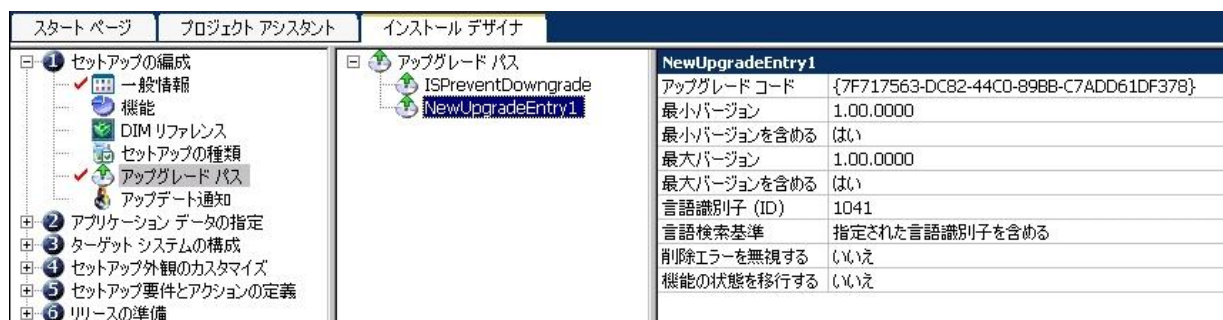 スタート ページ
プロジェクト アシスタント
インストール デザイナ
1 セットアップの編成
一般情報
機能
DIM リファレンス
セットアップの種類
アップグレード パス
アップデート通知
2 アプリケーション データの指定
3 ターゲット システムの構成
4 セットアップ外観のカスタマイズ
5 セットアップ要件とアクションの定義
6 リリースの準備
アップグレード パス
ISPreventDowngrade
NewUpgradeEntry1
NewUpgradeEntry1
アップグレード コード {7F717563-DC82-44C0-89BB-C7ADD61DF378}
最小バージョン 1.00.0000
最小バージョンを含める はい
最大バージョン 1.00.0000
最大バージョンを含める はい
言語識別子 (ID) 1041
言語検索基準 指定された言語識別子を含める
削除エラーを無視する いいえ
機能の状態を移行する いいえ